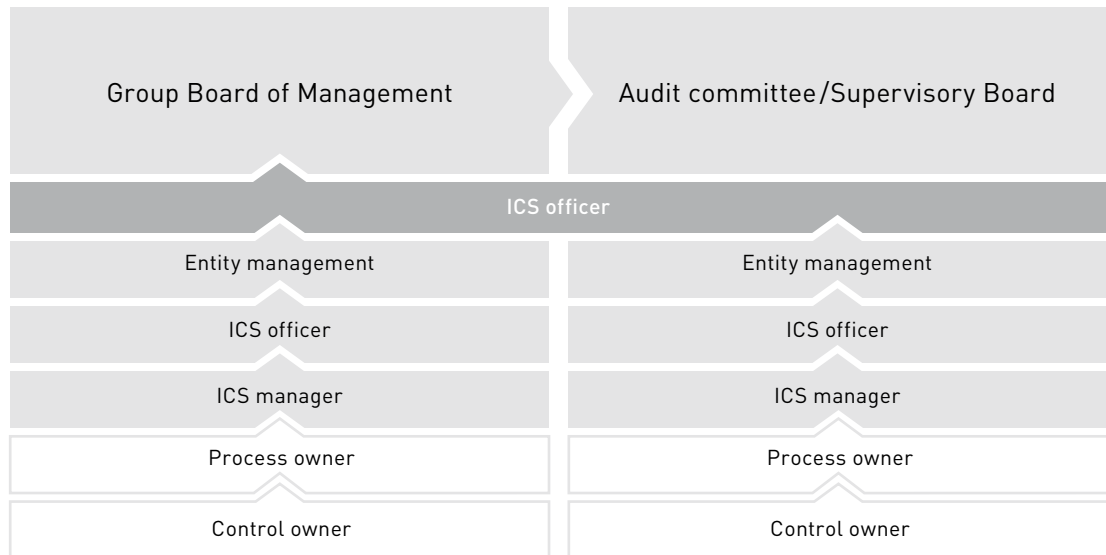 Group Board of Management
Audit committee/Supervisory Board
ICS officer
Entity management
Entity management
ICS officer
ICS officer
ICS manager
ICS manager
Process owner
Process owner
Control owner
Control owner